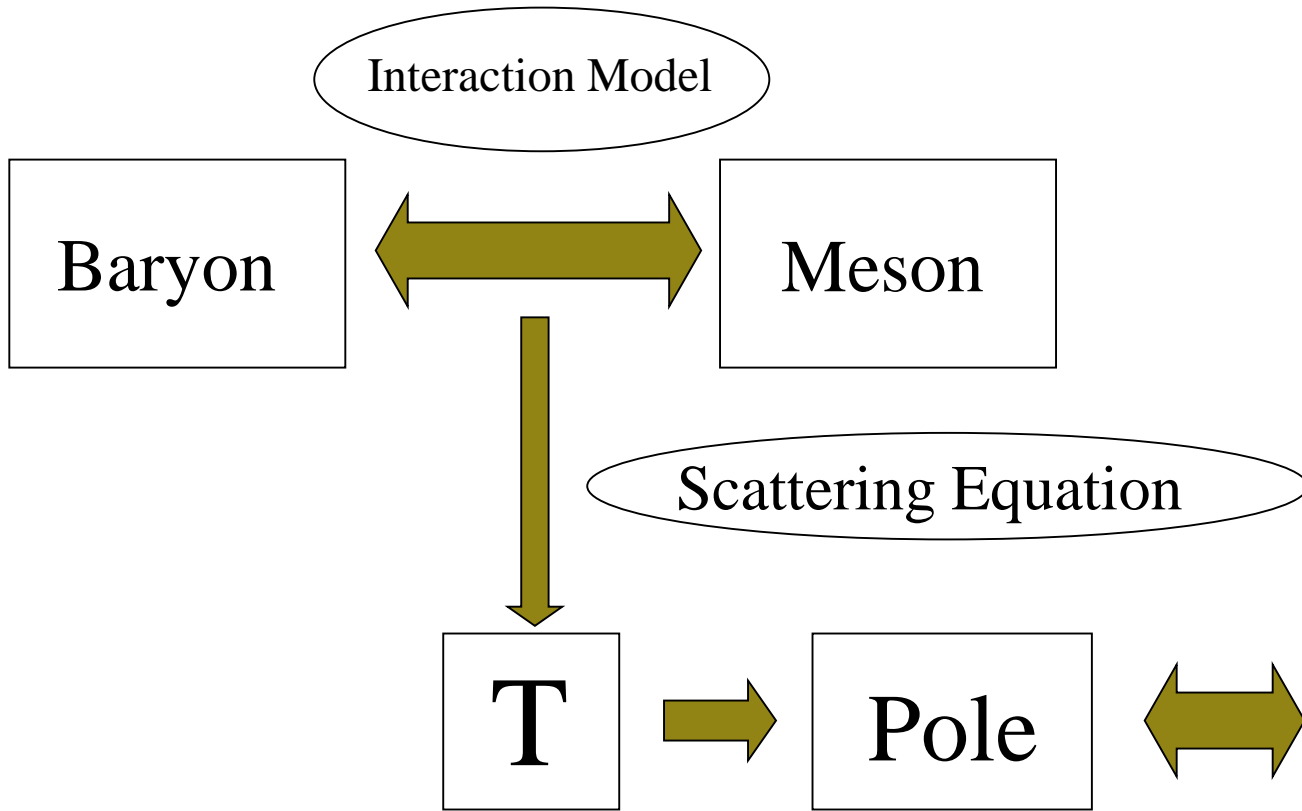 Interaction Model
Baryon
Meson
Scattering Equation
T
Pole